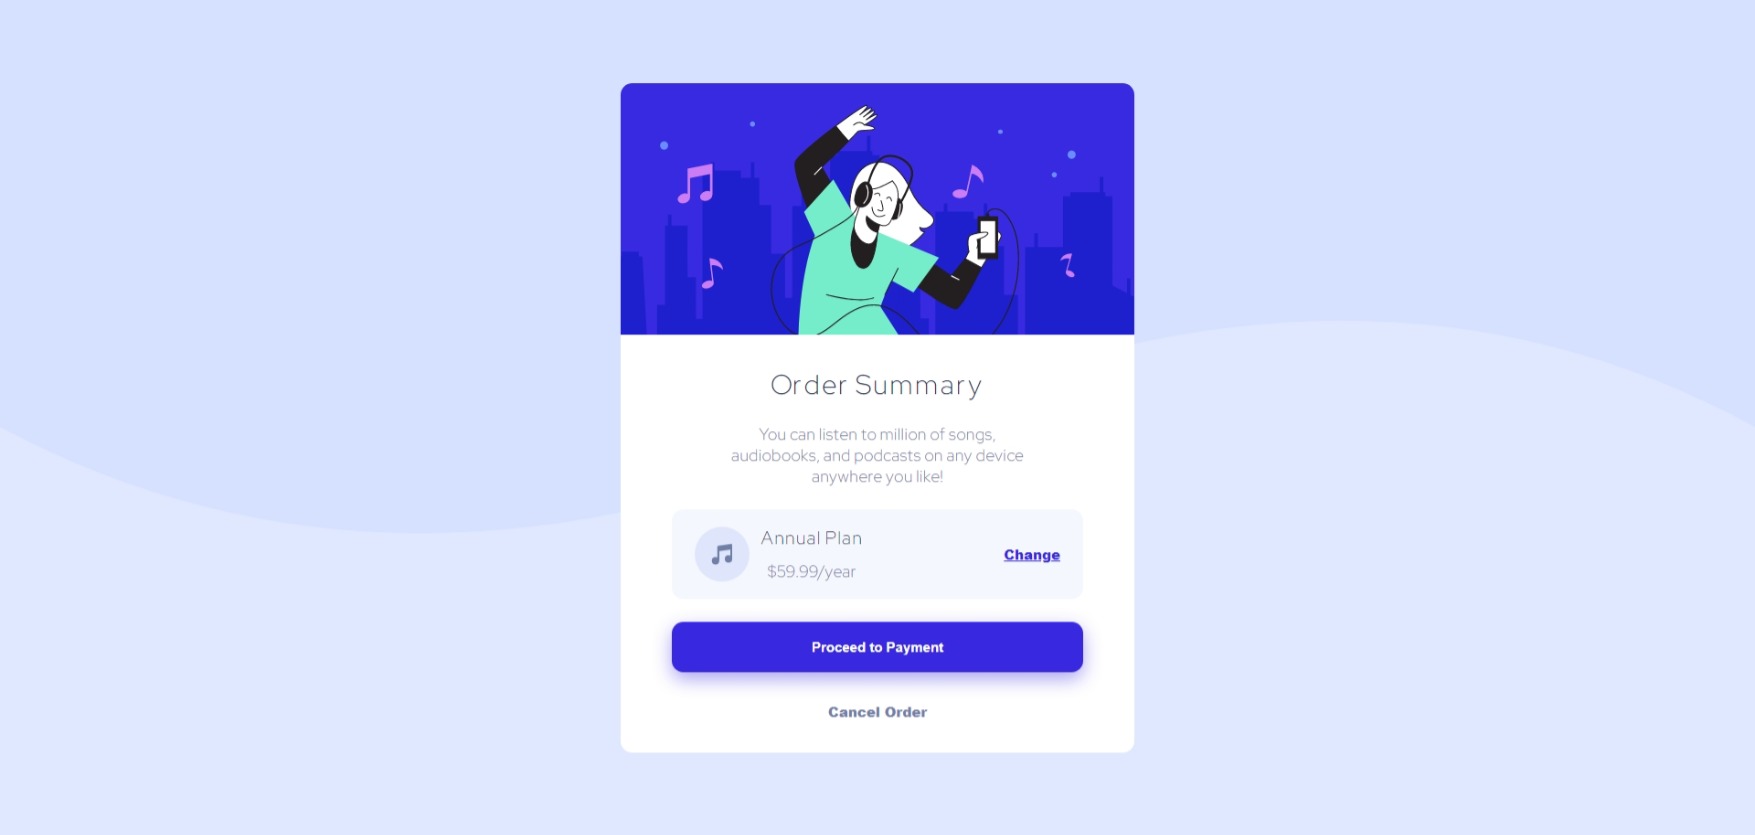 Order Summary
You can listen to million of songs,
audiobooks, and podcasts on any device
anywhere you like!
Annual Plan
$59.99/year
Change
Proceed to Payment
Cancel Order